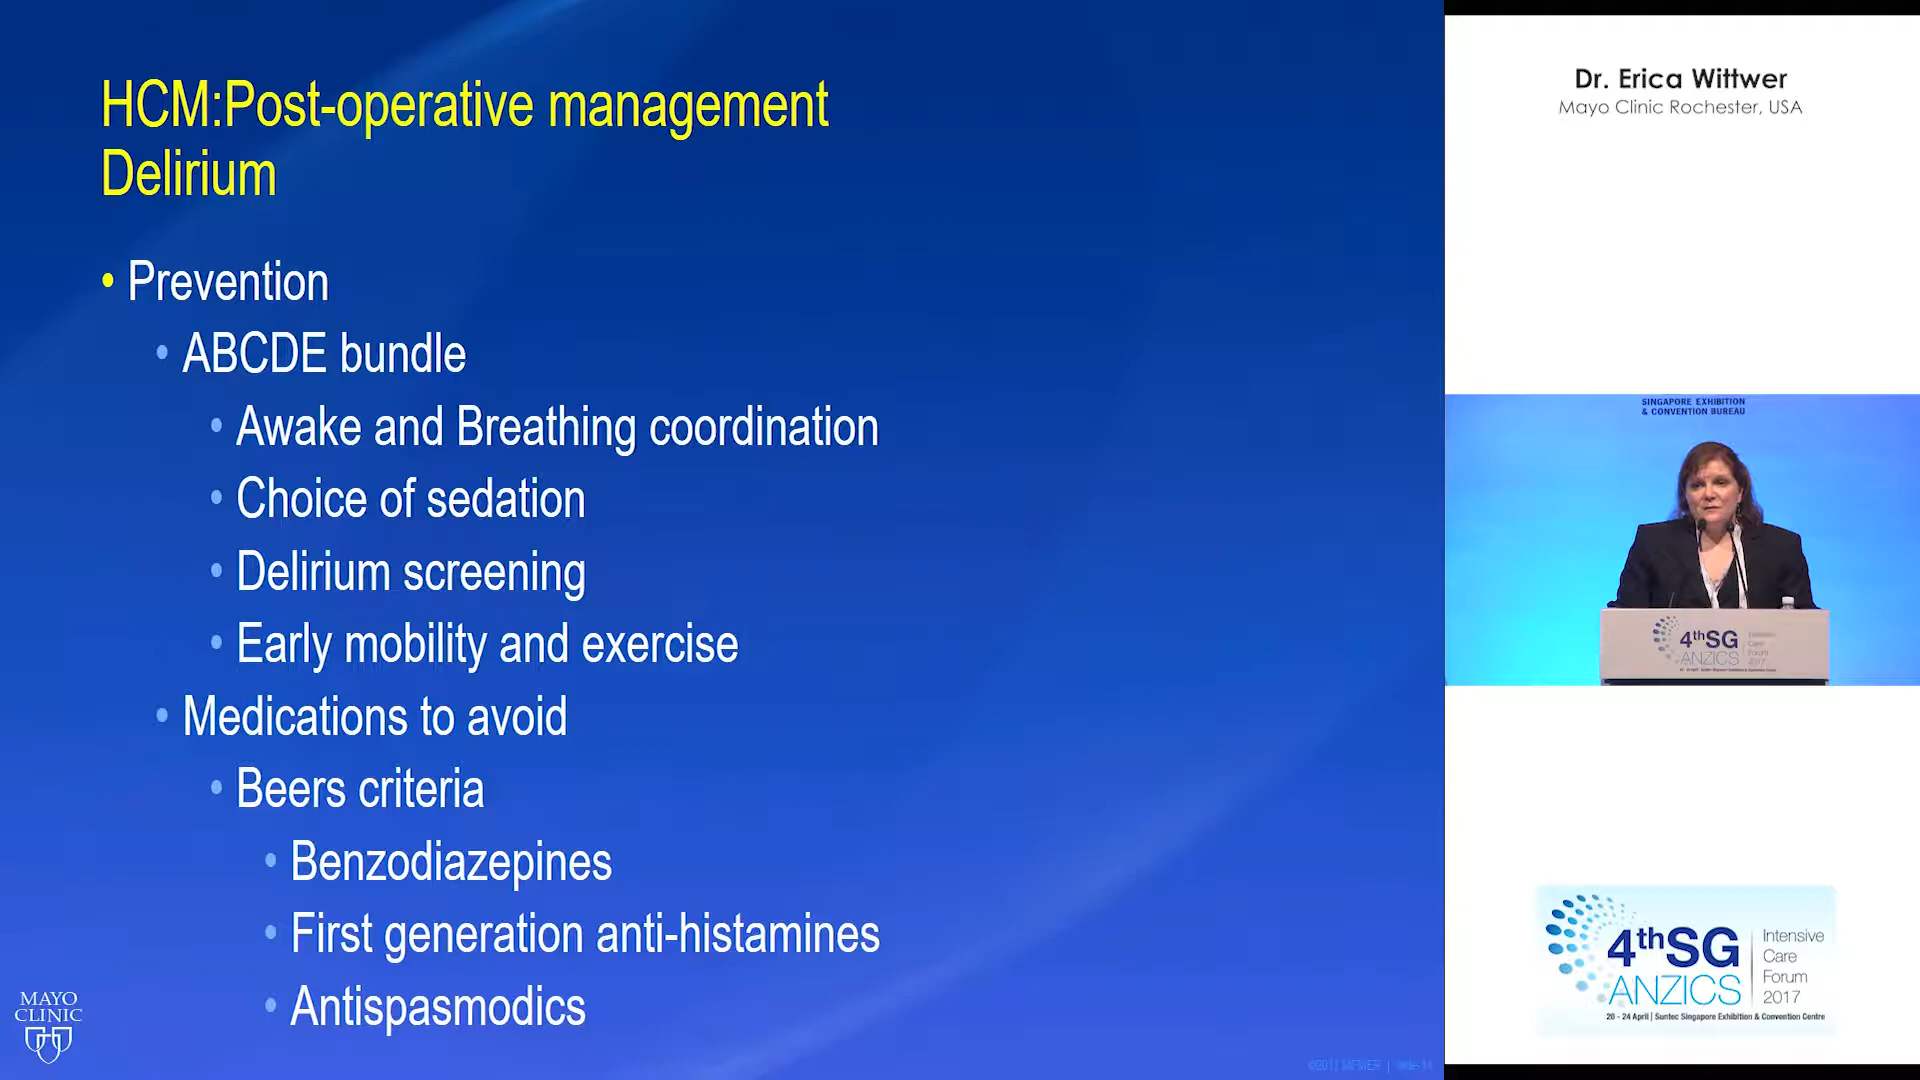 HCM:Post-operative management
Delirium
• Prevention
• ABCDE bundle
• Awake and Breathing coordination
• Choice of sedation
• Delirium screening
• Early mobility and exercise
• Medications to avoid
• Beers criteria
• Benzodiazepines
• First generation anti-histamines
• Antispasmodics
MAYO
CLINIC
Dr. Erica Wittwer
Mayo Clinic Rochester, USA
SINGAPORE EXHIBITION
& CONVENTION BUREAU
4thSG
ANZICS
4thSG
ANZICS
Intensive
Care
Forum
2017
20 - 24 April | Suntec Singapore Exhibition & Convention Centre